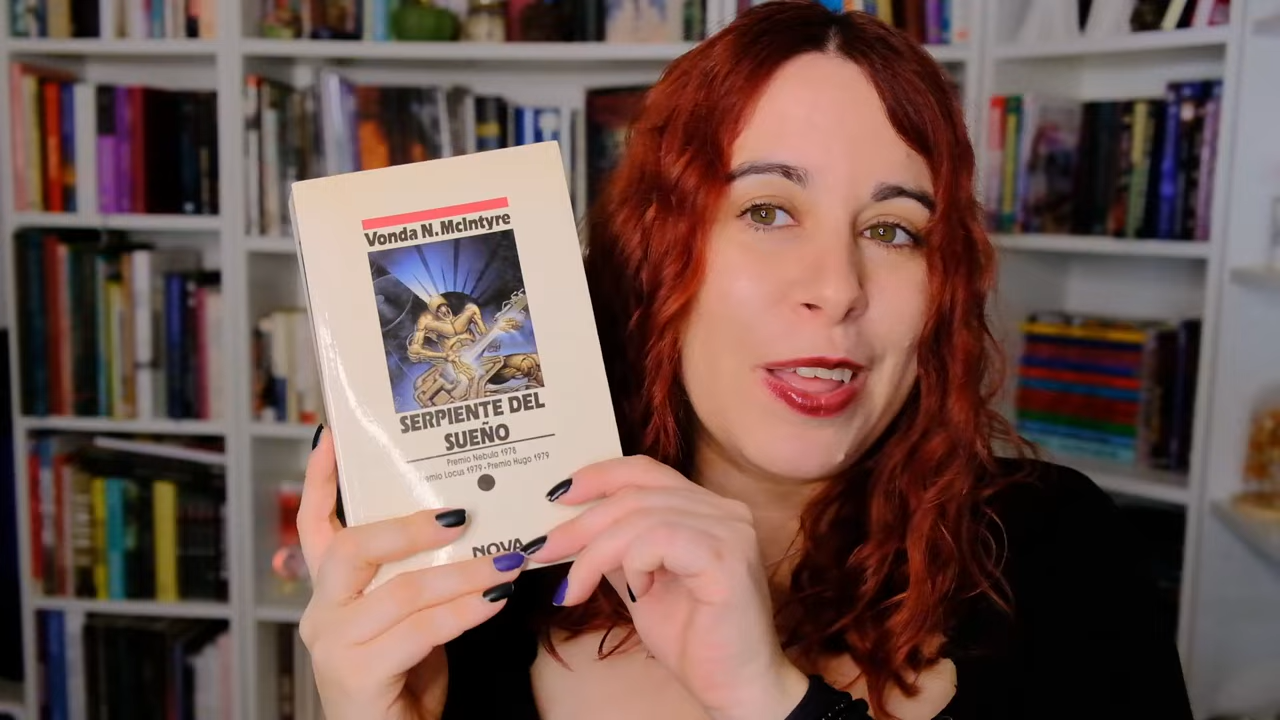 Vonda N. McIntyre
SERPIENTE DEL
SUEÑO
Premio Nebula 1978
Premio Locus 1979 • Premio Hugo 1979
NOVA